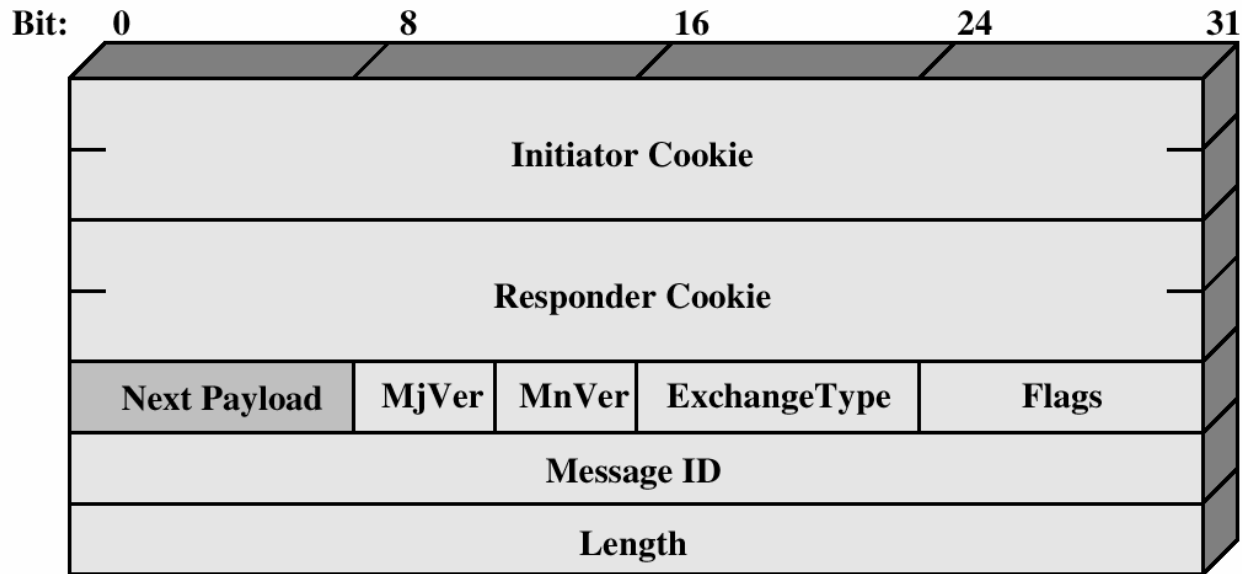 Bit: 0 8 16 24 31
Initiator Cookie
Responder Cookie
Next Payload MjVer MnVer ExchangeType Flags
Message ID
Length